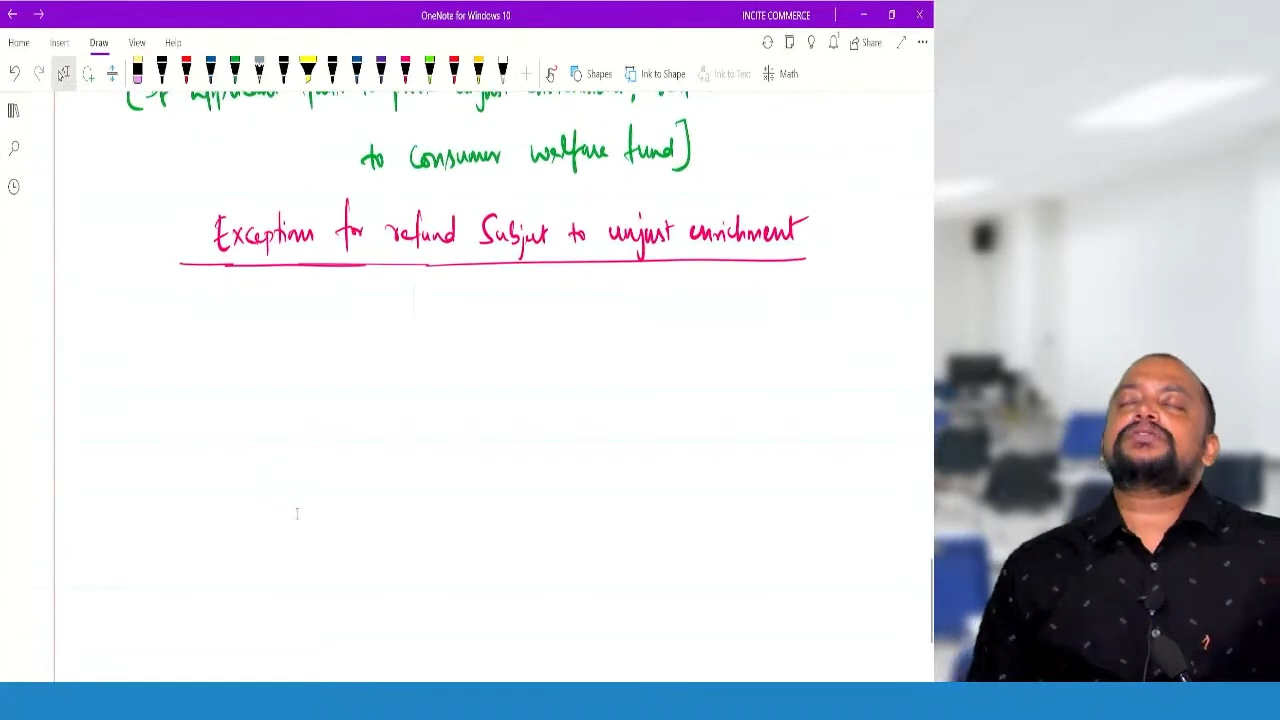 OneNote for Windows 10
INCITE COMMERCE
Home Insert Draw View Help
Share
Shapes Ink to Shape Ink to Text Math
to consumer welfare fund]
Exceptions for refund Subject to unjust enrichment